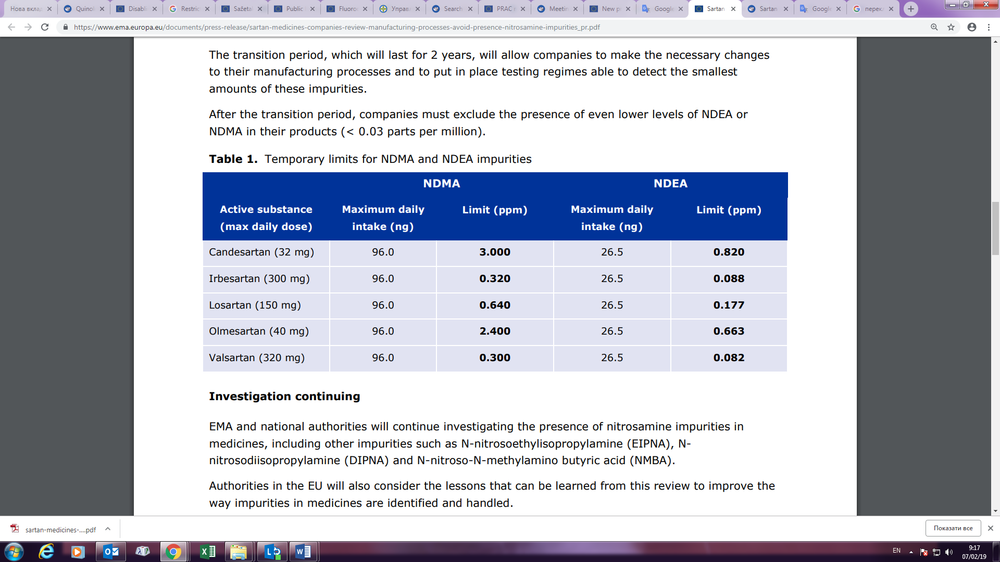 Нова вклад
Quinol
Disabli
Restric
Sažeta
Public
Fluoro
Управ
Search
PRAC
Meetin
New p
Google
Sartan
Sartan
Google
перекл
https://www.ema.europa.eu/documents/press-release/sartan-medicines-companies-review-manufacturing-processes-avoid-presence-nitrosamine-impurities_pr.pdf
The transition period, which will last for 2 years, will allow companies to make the necessary changes
to their manufacturing processes and to put in place testing regimes able to detect the smallest
amounts of these impurities.
After the transition period, companies must exclude the presence of even lower levels of NDEA or
NDMA in their products (< 0.03 parts per million).
Table 1. Temporary limits for NDMA and NDEA impurities
NDMA NDEA
Active substance Maximum daily Limit (ppm) Maximum daily Limit (ppm)
(max daily dose) intake (ng) intake (ng)
Candesartan (32 mg) 96.0 3.000 26.5 0.820
Irbesartan (300 mg) 96.0 0.320 26.5 0.088
Losartan (150 mg) 96.0 0.640 26.5 0.177
Olmesartan (40 mg) 96.0 2.400 26.5 0.663
Valsartan (320 mg) 96.0 0.300 26.5 0.082
Investigation continuing
EMA and national authorities will continue investigating the presence of nitrosamine impurities in
medicines, including other impurities such as N-nitrosoethylisopropylamine (EIPNA), N-
nitrosodiisopropylamine (DIPNA) and N-nitroso-N-methylamino butyric acid (NMBA).
Authorities in the EU will also consider the lessons that can be learned from this review to improve the
way impurities in medicines are identified and handled.
sartan-medicines-....pdf
Показати все
EN
9:17
07/02/19